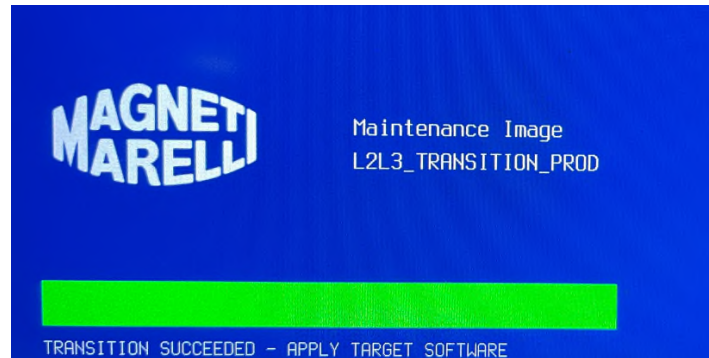 MAGNETI
MARELLI
Maintenance Image
L2L3_TRANSITION_PROD
TRANSITION SUCCEEDED - APPLY TARGET SOFTWARE